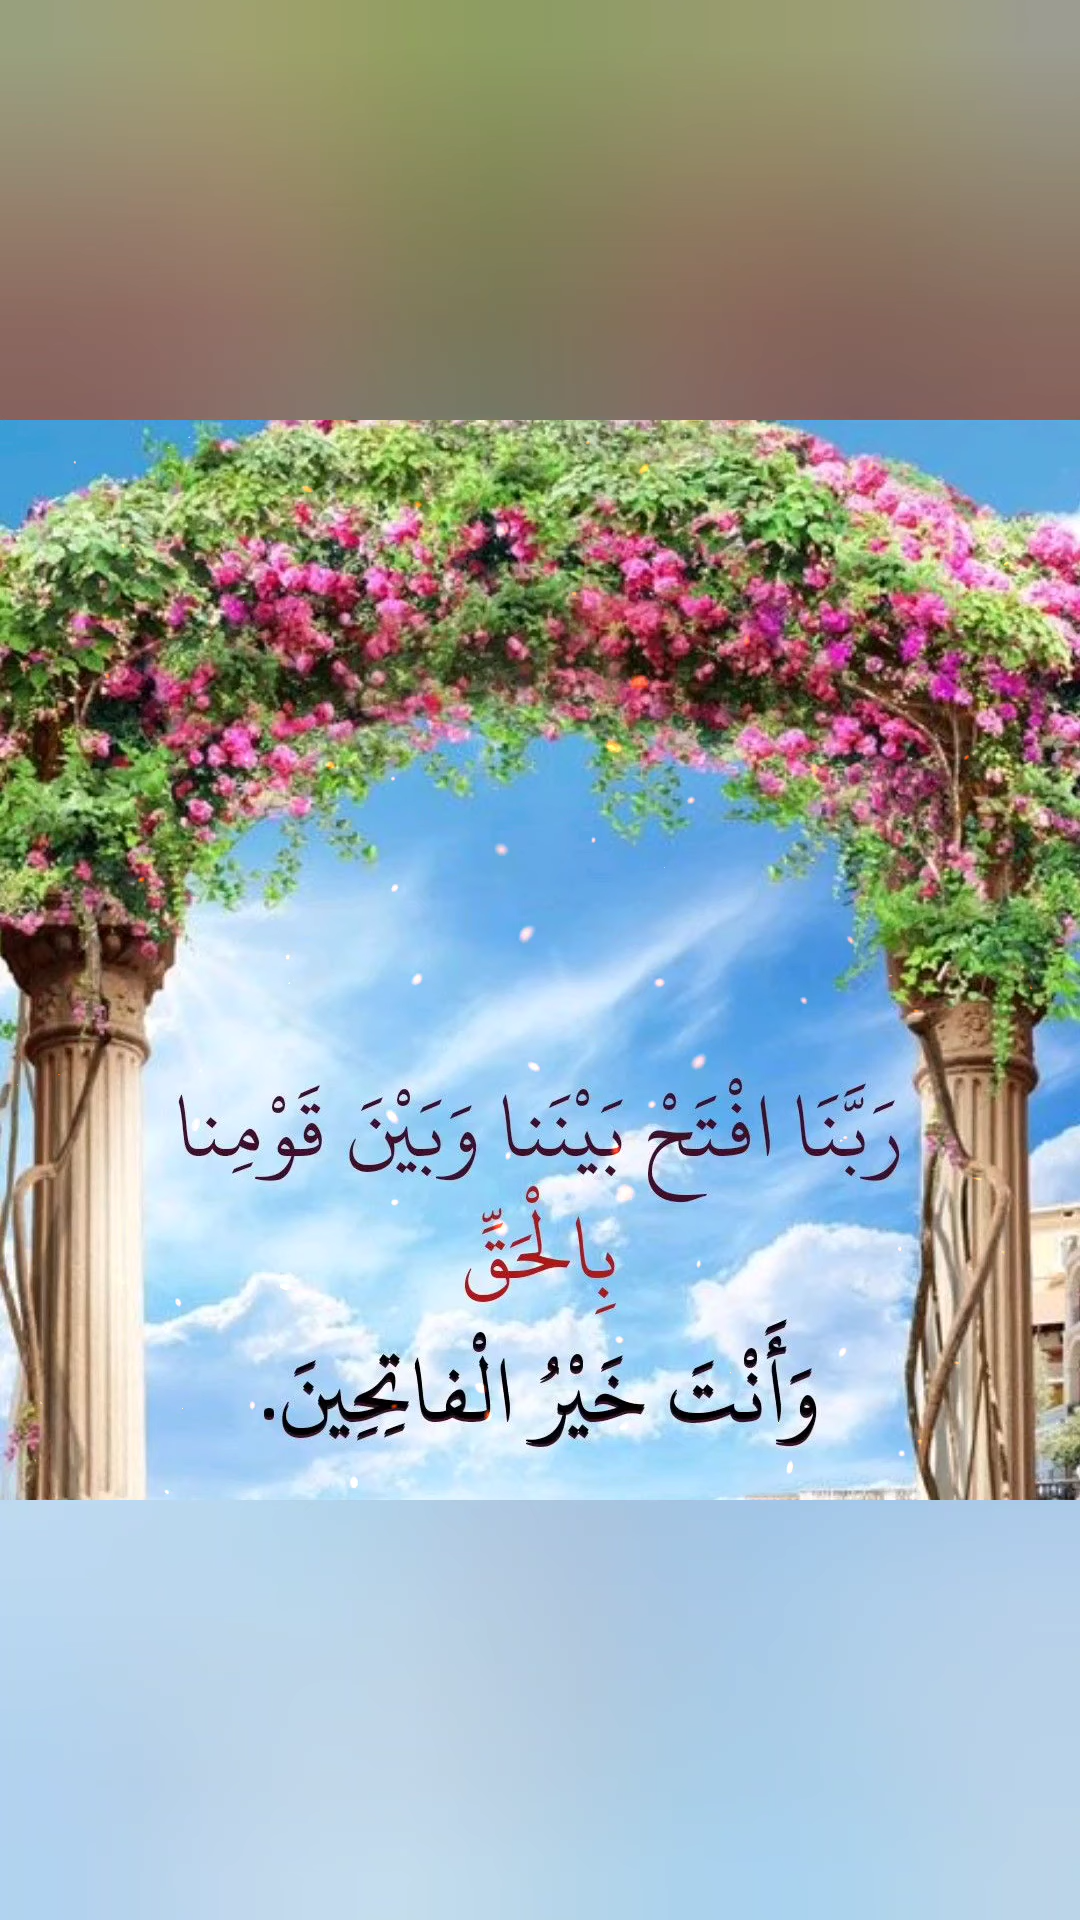 رَبَّنَا افْتَحْ بَيْنَنا وَبَيْنَ قَوْمِنا
بِالْحَقِّ
وَأَنْتَ خَيْرُ الْفاتِحِينَ.